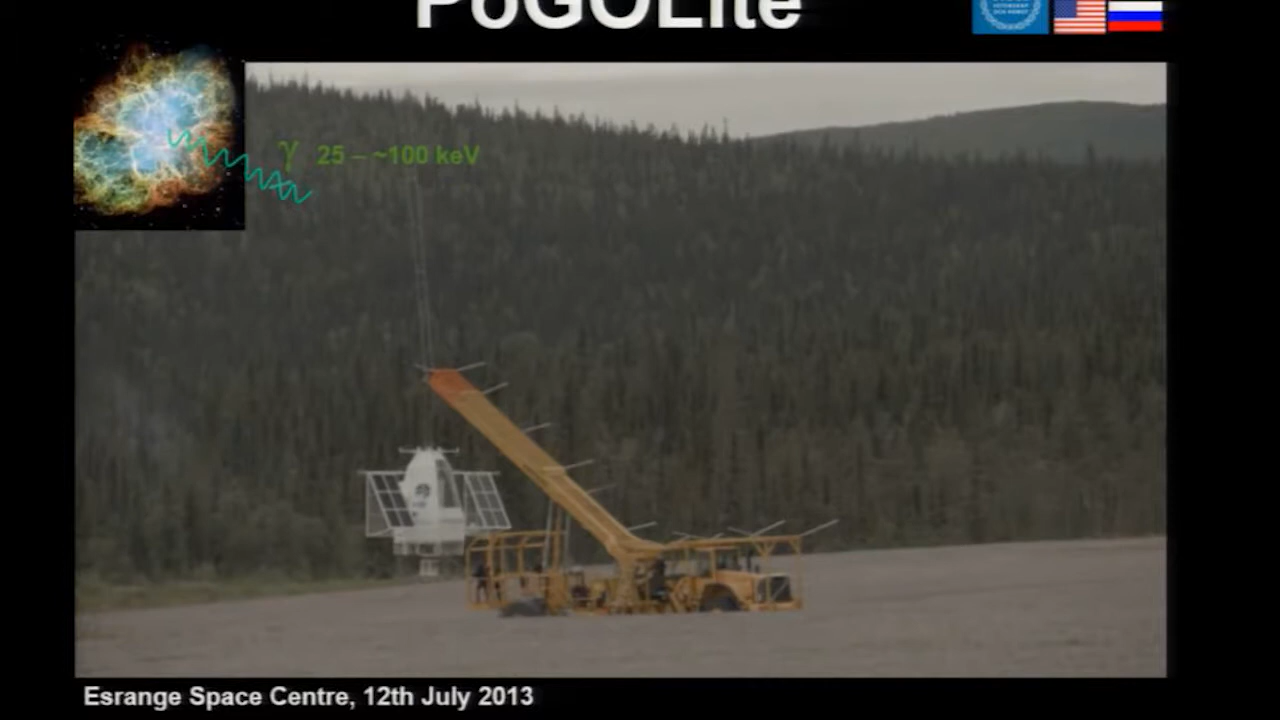 PoGOLite
γ 25 – ~100 keV
Esrange Space Centre, 12th July 2013